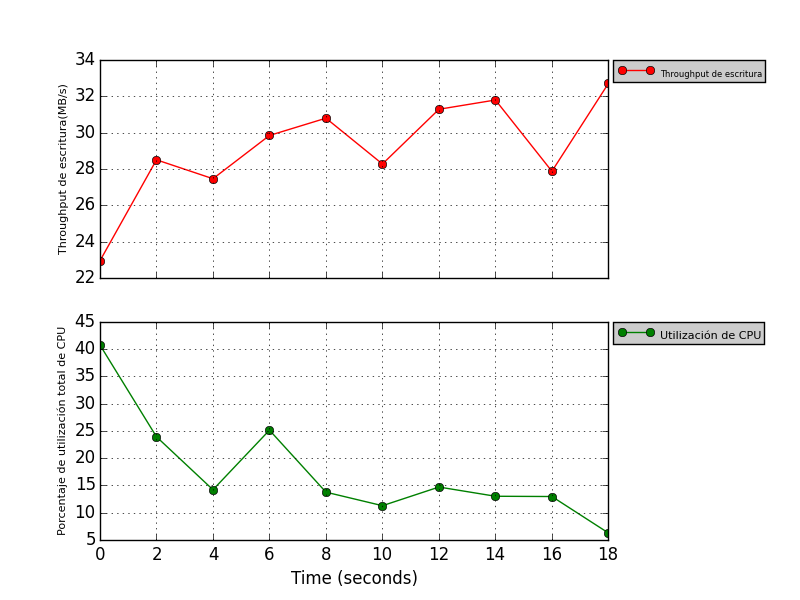 34
32
30
28
26
24
22
Throughput de escritura(MB/s)
Throughput de escritura
45
40
35
30
25
20
15
10
5
Porcentaje de utilización total de CPU
Utilización de CPU
0 2 4 6 8 10 12 14 16 18
Time (seconds)